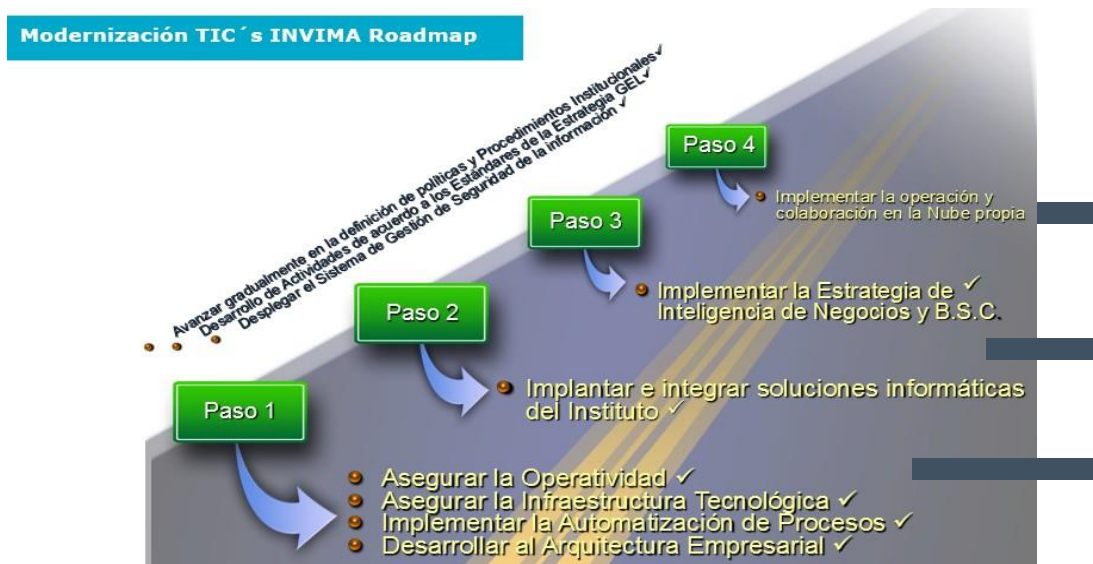 Modernización TIC´s INVIMA Roadmap
Avanzar gradualmente en la definición de políticas y Procedimientos Institucionales✓
Desarrollo de Actividades de acuerdo a los Estándares de la Estrategia GEL✓
Desplegar el Sistema de Gestión de Seguridad de la información ✓
Paso 4
Implementar la operación y
colaboración en la Nube propia
Paso 3
Implementar la Estrategia de ✓
Inteligencia de Negocios y B.S.C.
Paso 2
Implantar e integrar soluciones informáticas
del Instituto ✓
Paso 1
Asegurar la Operatividad ✓
Asegurar la Infraestructura Tecnológica ✓
Implementar la Automatización de Procesos ✓
Desarrollar al Arquitectura Empresarial ✓